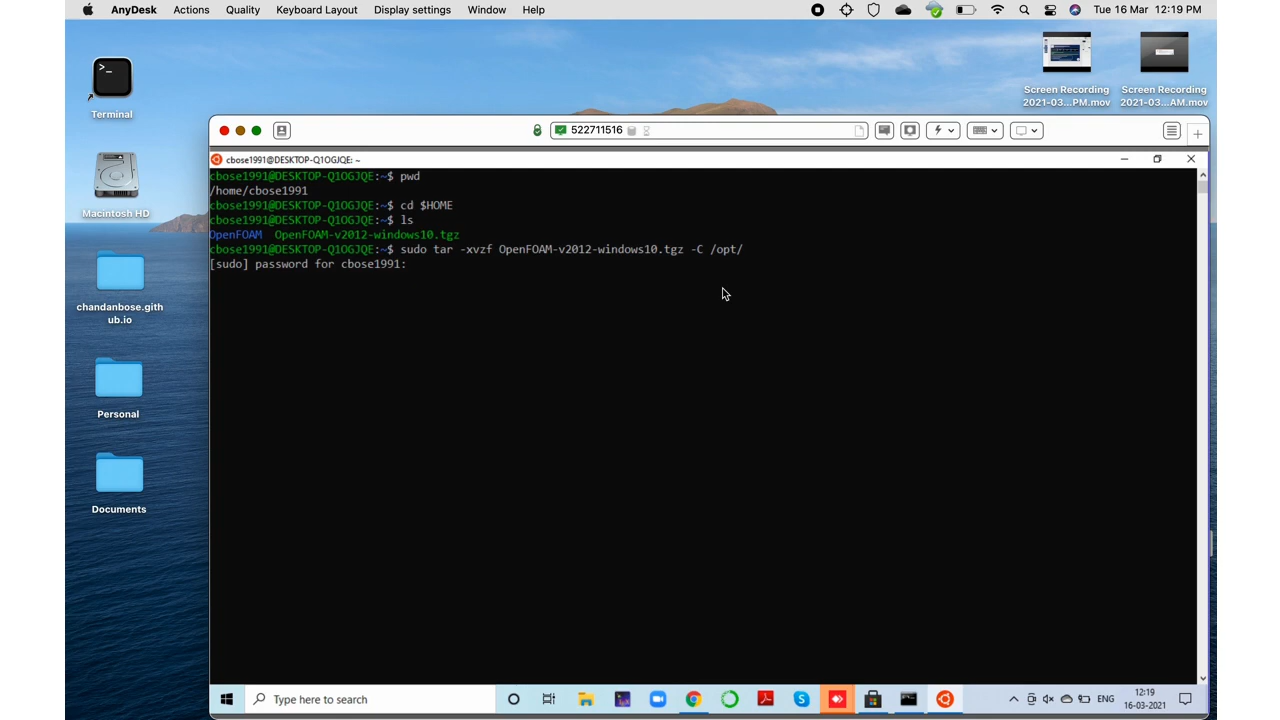 AnyDesk Actions Quality Keyboard Layout Display settings Window Help Tue 16 Mar 12:19 PM
>_
Terminal
Macintosh HD
chandanbose.gith
ub.io
Personal
Documents
Screen Recording
2021-03...PM.mov
Screen Recording
2021-03...AM.mov
522711516
cbose1991@DESKTOP-Q1OGJQE: ~
cbose1991@DESKTOP-Q1OGJQE:~$ pwd
/home/cbose1991
cbose1991@DESKTOP-Q1OGJQE:~$ cd $HOME
cbose1991@DESKTOP-Q1OGJQE:~$ ls
OpenFOAM OpenFOAM-v2012-windows10.tgz
cbose1991@DESKTOP-Q1OGJQE:~$ sudo tar -xvzf OpenFOAM-v2012-windows10.tgz -C /opt/
[sudo] password for cbose1991:
Type here to search
ENG
12:19
16-03-2021